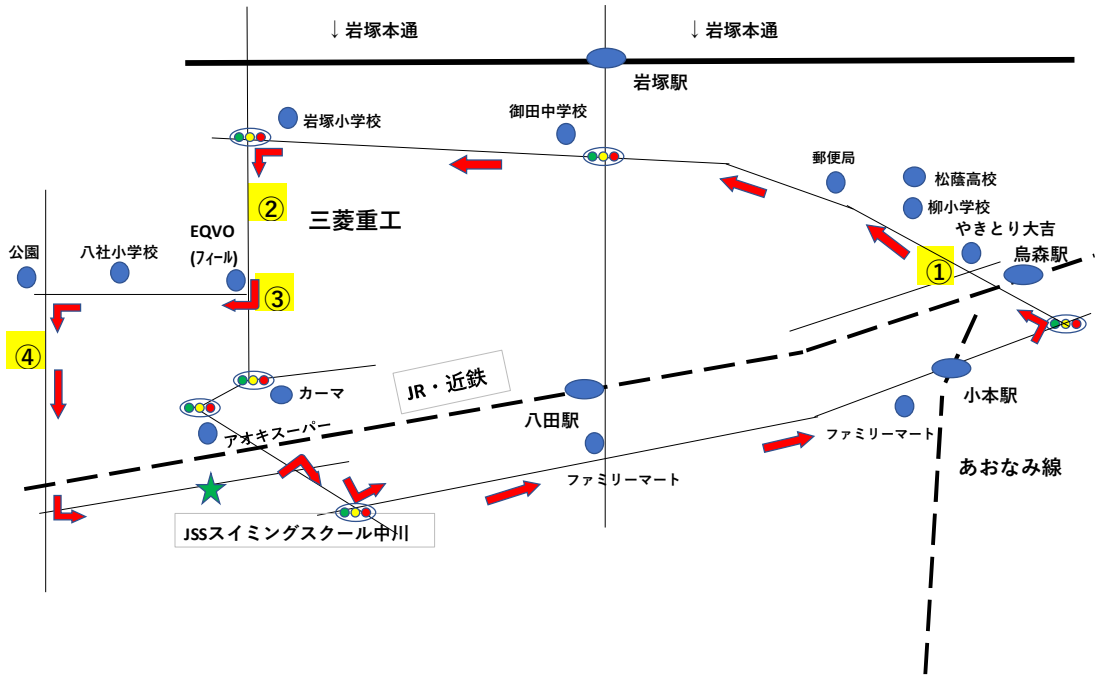 ↓岩塚本通
↓岩塚本通
岩塚駅
御田中学校
岩塚小学校
郵便局
松蔭高校
柳小学校
②
三菱重工
EQVO
(フィール)
やきとり大吉
烏森駅
公園
八社小学校
①
③
④
JR・近鉄
カーマ
八田駅
小本駅
アオキスーパー
ファミリーマート
ファミリーマート
あおなみ線
JSSスイミングスクール中川